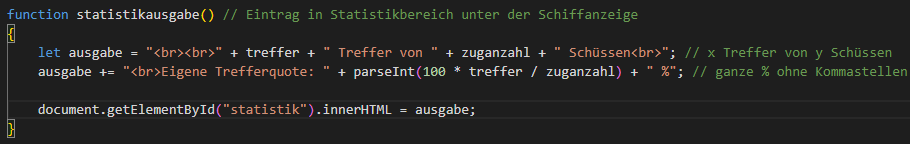 function statistikausgabe() // Eintrag in Statistikbereich unter der Schiffanzeige
{
    let ausgabe = "<br><br>" + treffer + " Treffer von " + zuganzahl + " Schüssen<br>"; // x Treffer von y Schüssen
    ausgabe += "<br>Eigene Trefferquote: " + parseInt(100 * treffer / zuganzahl) + " %"; // ganze % ohne Kommastellen
    document.getElementById("statistik").innerHTML = ausgabe;
}